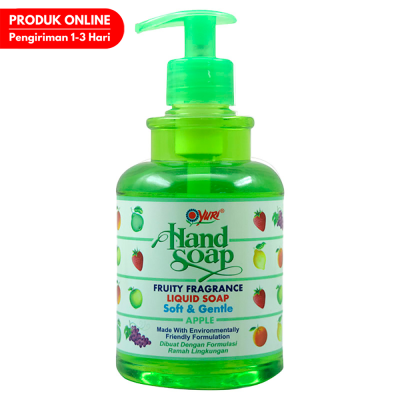 PRODUK ONLINE
Pengiriman 1-3 Hari
YURI®
Hand
Soap
FRUITY FRAGRANCE
LIQUID SOAP
Soft & Gentle
APPLE
Made With Environmentally
Friendly Formulation
Dibuat Dengan Formulasi
Ramah Lingkungan